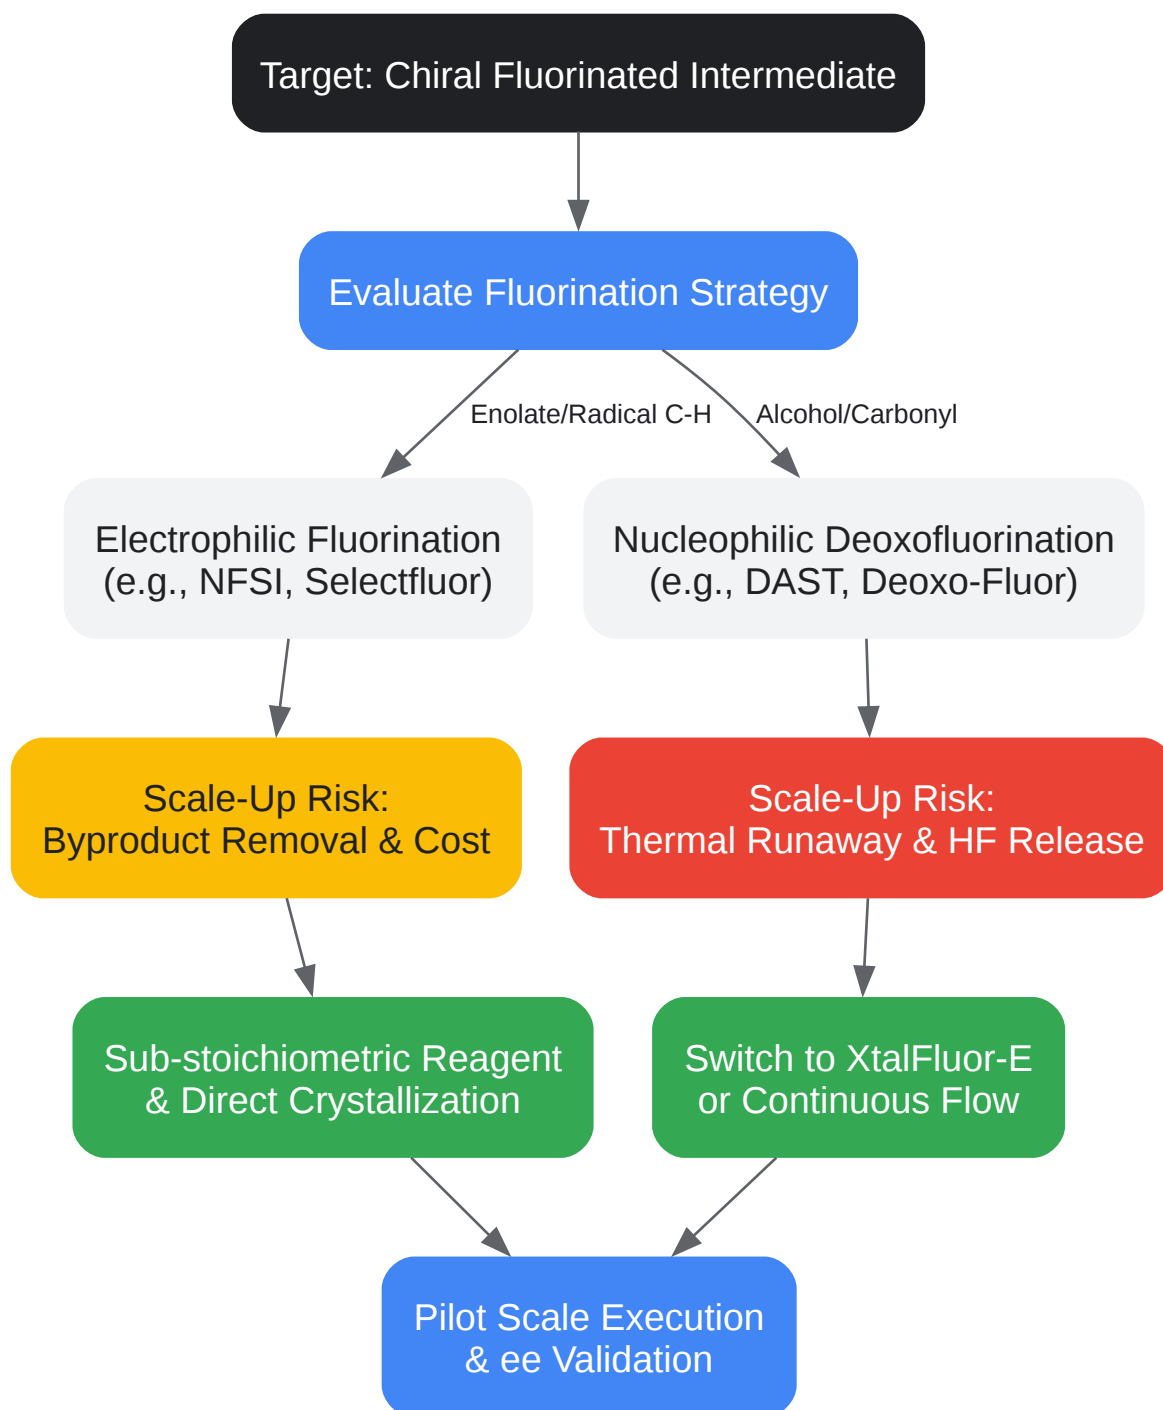 Target: Chiral Fluorinated Intermediate
Evaluate Fluorination Strategy
Enolate/Radical C-H
Alcohol/Carbonyl
Electrophilic Fluorination
(e.g., NFSI, Selectfluor)
Nucleophilic Deoxofluorination
(e.g., DAST, Deoxo-Fluor)
Scale-Up Risk:
Byproduct Removal & Cost
Scale-Up Risk:
Thermal Runaway & HF Release
Sub-stoichiometric Reagent
& Direct Crystallization
Switch to XtalFluor-E
or Continuous Flow
Pilot Scale Execution
& ee Validation